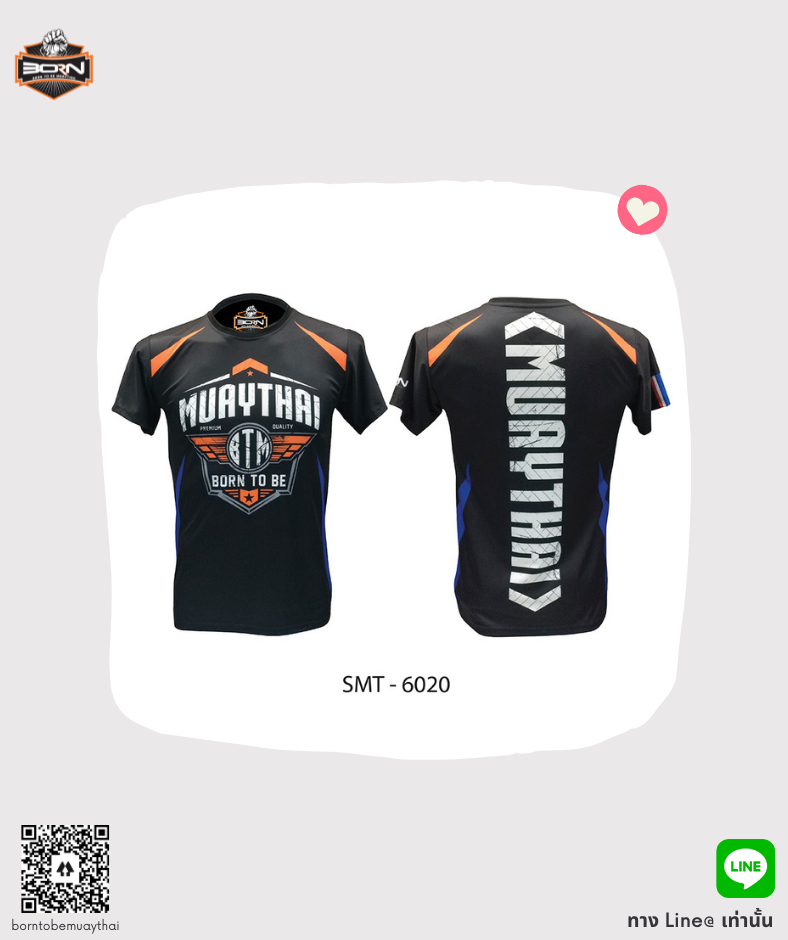 BORN
BORN TO BE MUAYTHAI
BORN
MUAYTHAI
PREMIUM QUALITY
BTM
BORN TO BE
MUAYTHAI
SMT - 6020
borntobemuaythai
LINE
ทาง Line@ เท่านั้น